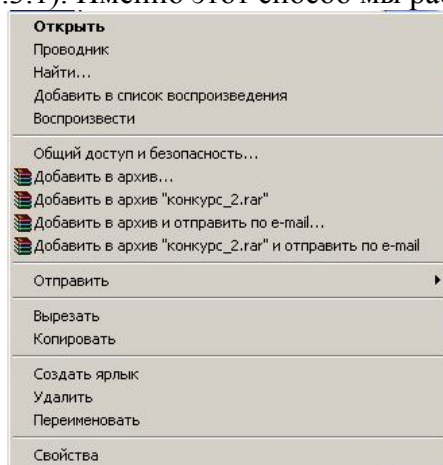 .3.1). Именно этот способ мы ра
Открыть
Проводник
Найти...
Добавить в список воспроизведения
Воспроизвести
Общий доступ и безопасность...
Добавить в архив...
Добавить в архив "конкурс_2.rar"
Добавить в архив и отправить по e-mail...
Добавить в архив "конкурс_2.rar" и отправить по e-mail
Отправить
Вырезать
Копировать
Создать ярлык
Удалить
Переименовать
Свойства